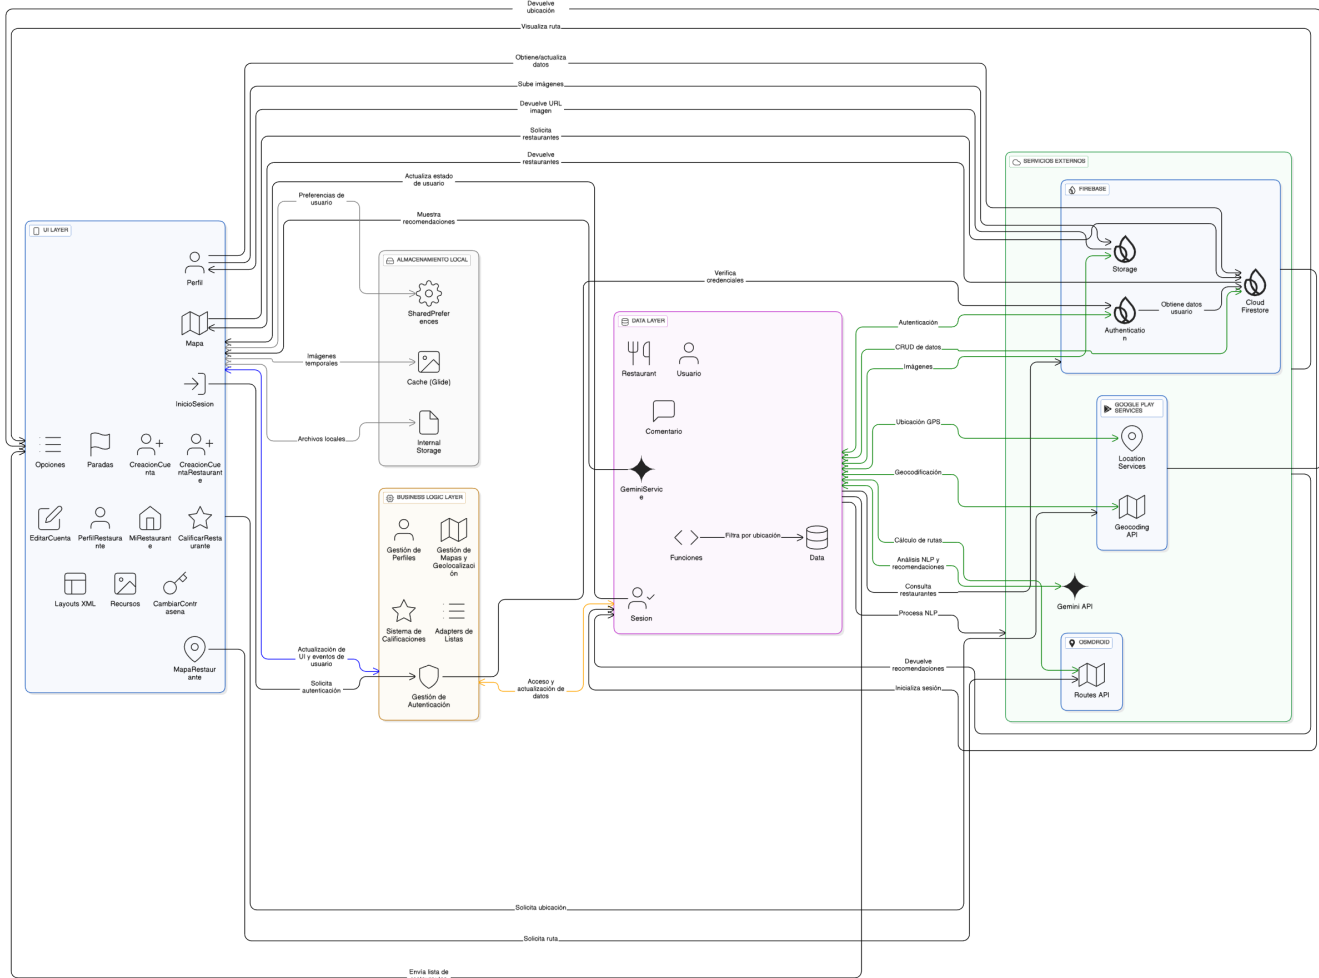 Devuelve
ubicación
Visualiza ruta
Obtiene/actualiza
datos
Sube imágenes
Devuelve URL
imagen
Solicita
restaurantes
Devuelve
restaurantes
Actualiza estado
de usuario
Preferencias de
usuario
Muestra
recomendaciones
Verifica
credenciales
UI LAYER
Perfil
Mapa
InicioSesion
Opciones
Paradas
CreacionCue
nta
CreacionCue
ntaRestaurant
e
EditarCuenta
PerfilRestaura
nte
MiRestaurant
e
CalificarResta
urante
Layouts XML
Recursos
CambiarContr
asena
MapaRestaur
ante
ALMACENAMIENTO LOCAL
SharedPrefer
ences
Imágenes
temporales
Cache (Glide)
Archivos locales
Internal
Storage
BUSINESS LOGIC LAYER
Gestión de
Perfiles
Gestión de
Mapas y
Geolocalizaci
ón
Sistema de
Calificaciones
Adapters de
Listas
Gestión de
Autenticación
Actualización de
UI y eventos de
usuario
Solicita
autenticación
Acceso y
actualización de
datos
DATA LAYER
Restaurant
Usuario
Comentario
GeminiServic
e
Funciones
Filtra por ubicación
Data
Sesion
Autenticación
CRUD de datos
Imágenes
Ubicación GPS
Geocodificación
Cálculo de rutas
Análisis NLP y
recomendaciones
Consulta
restaurantes
Procesa NLP
Devuelve
recomendaciones
Inicializa sesión
SERVICIOS EXTERNOS
FIREBASE
Storage
Authenticatio
n
Obtiene datos
usuario
Cloud
Firestore
GOOGLE PLAY
SERVICES
Location
Services
Geocoding
API
Gemini API
OSMDROID
Routes API
Solicita ubicación
Solicita ruta
Envía lista de